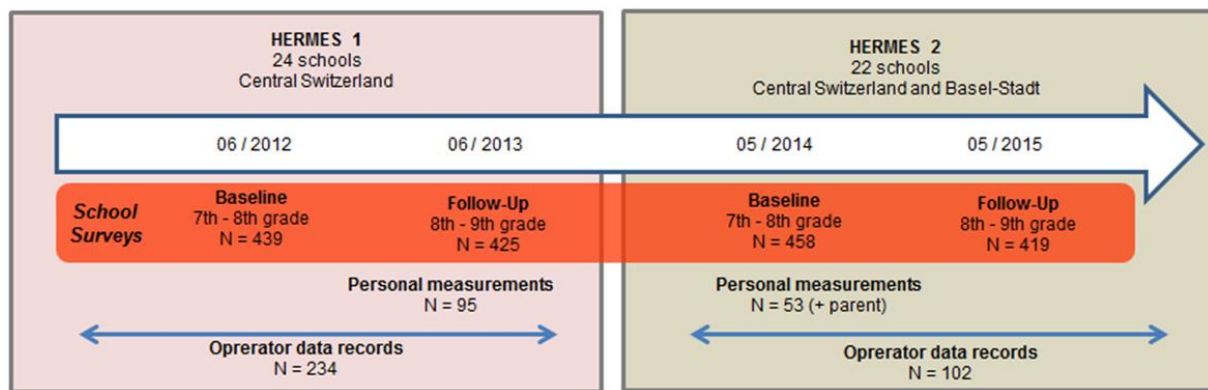 HERMES 1
24 schools
Central Switzerland
HERMES 2
22 schools
Central Switzerland and Basel-Stadt
06 / 2012
06 / 2013
05 / 2014
05 / 2015
School
Surveys
Baseline
7th - 8th grade
N = 439
Follow-Up
8th - 9th grade
N = 425
Baseline
7th - 8th grade
N = 458
Follow-Up
8th - 9th grade
N = 419
Personal measurements
N = 95
Personal measurements
N = 53 (+ parent)
Oprerator data records
N = 234
Oprerator data records
N = 102